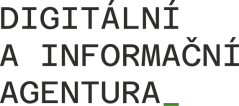 DIGITÁLNÍ
A INFORMAČNÍ
AGENTURA_